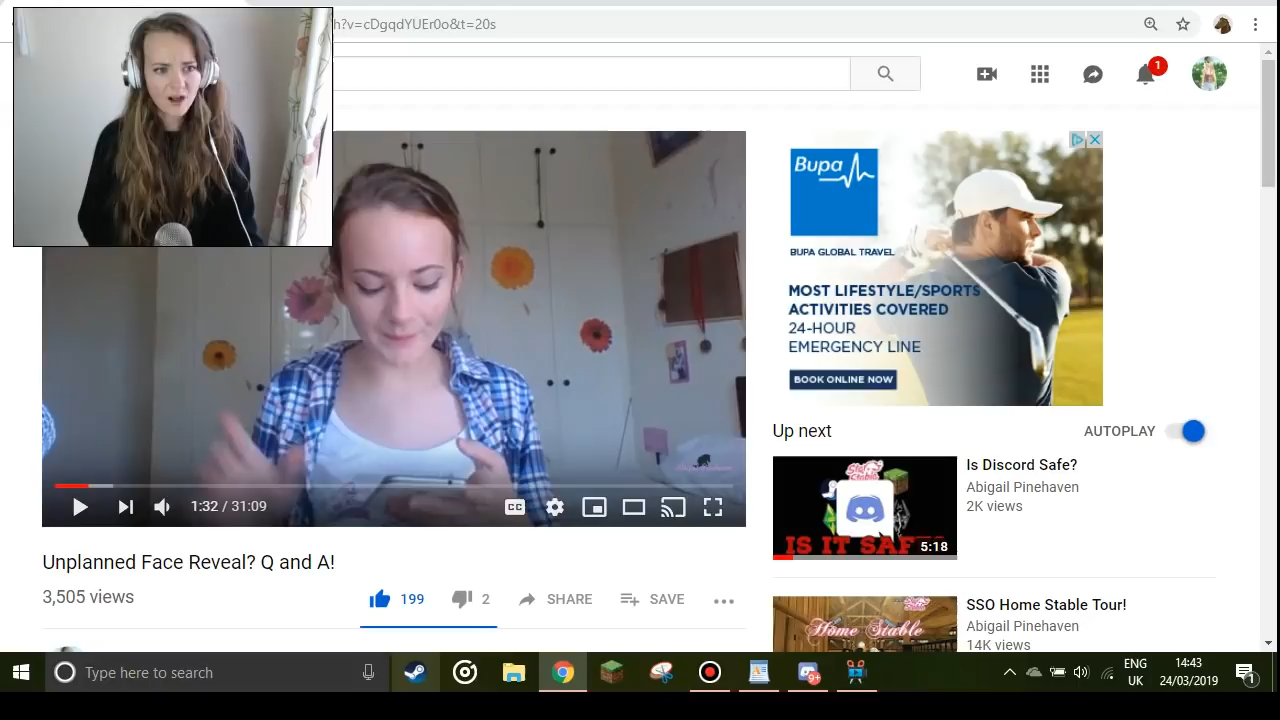 h?v=cDgqdYUEr0o&t=20s
1
Bupa
BUPA GLOBAL TRAVEL
MOST LIFESTYLE/SPORTS
ACTIVITIES COVERED
24-HOUR
EMERGENCY LINE
BOOK ONLINE NOW
CC
1:32 / 31:09
Unplanned Face Reveal? Q and A!
3,505 views
199
2
SHARE
SAVE
Up next
AUTOPLAY
IS IT SAF
5:18
Is Discord Safe?
Abigail Pinehaven
2K views
Home Stable
SSO Home Stable Tour!
Abigail Pinehaven
14K views
Type here to search
9+
ENG
UK
14:43
24/03/2019
1